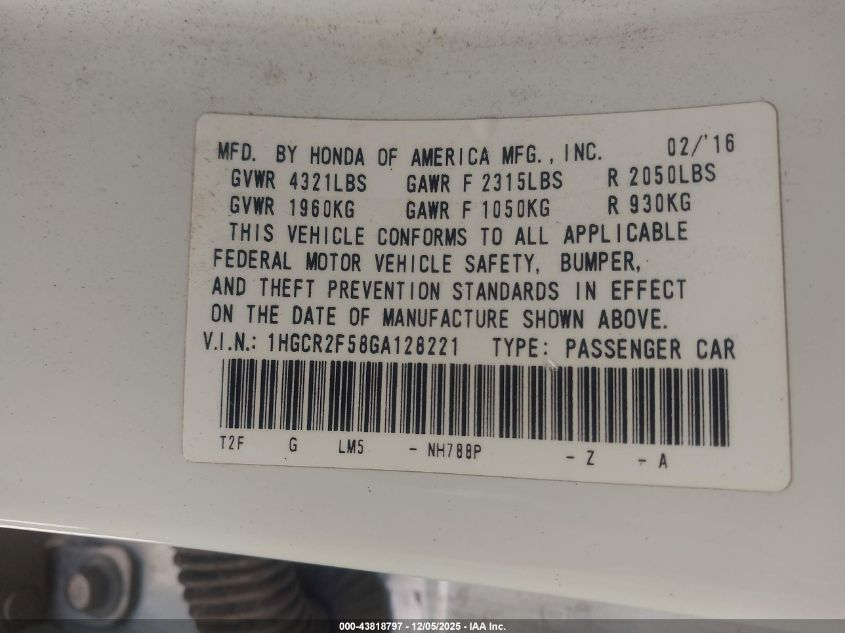 MFD. BY HONDA OF AMERICA MFG., INC. 02/'16
GVWR 4321LBS GAWR F 2315LBS R 2050LBS
GVWR 1960KG GAWR F 1050KG R 930KG
THIS VEHICLE CONFORMS TO ALL APPLICABLE
FEDERAL MOTOR VEHICLE SAFETY, BUMPER,
AND THEFT PREVENTION STANDARDS IN EFFECT
ON THE DATE OF MANUFACTURE SHOWN ABOVE.
V.I.N.: 1HGCR2F58GA128221 TYPE: PASSENGER CAR
T2F G LM5 - NH788P - Z - A
000-43818797 - 12/05/2025 - IAA Inc.